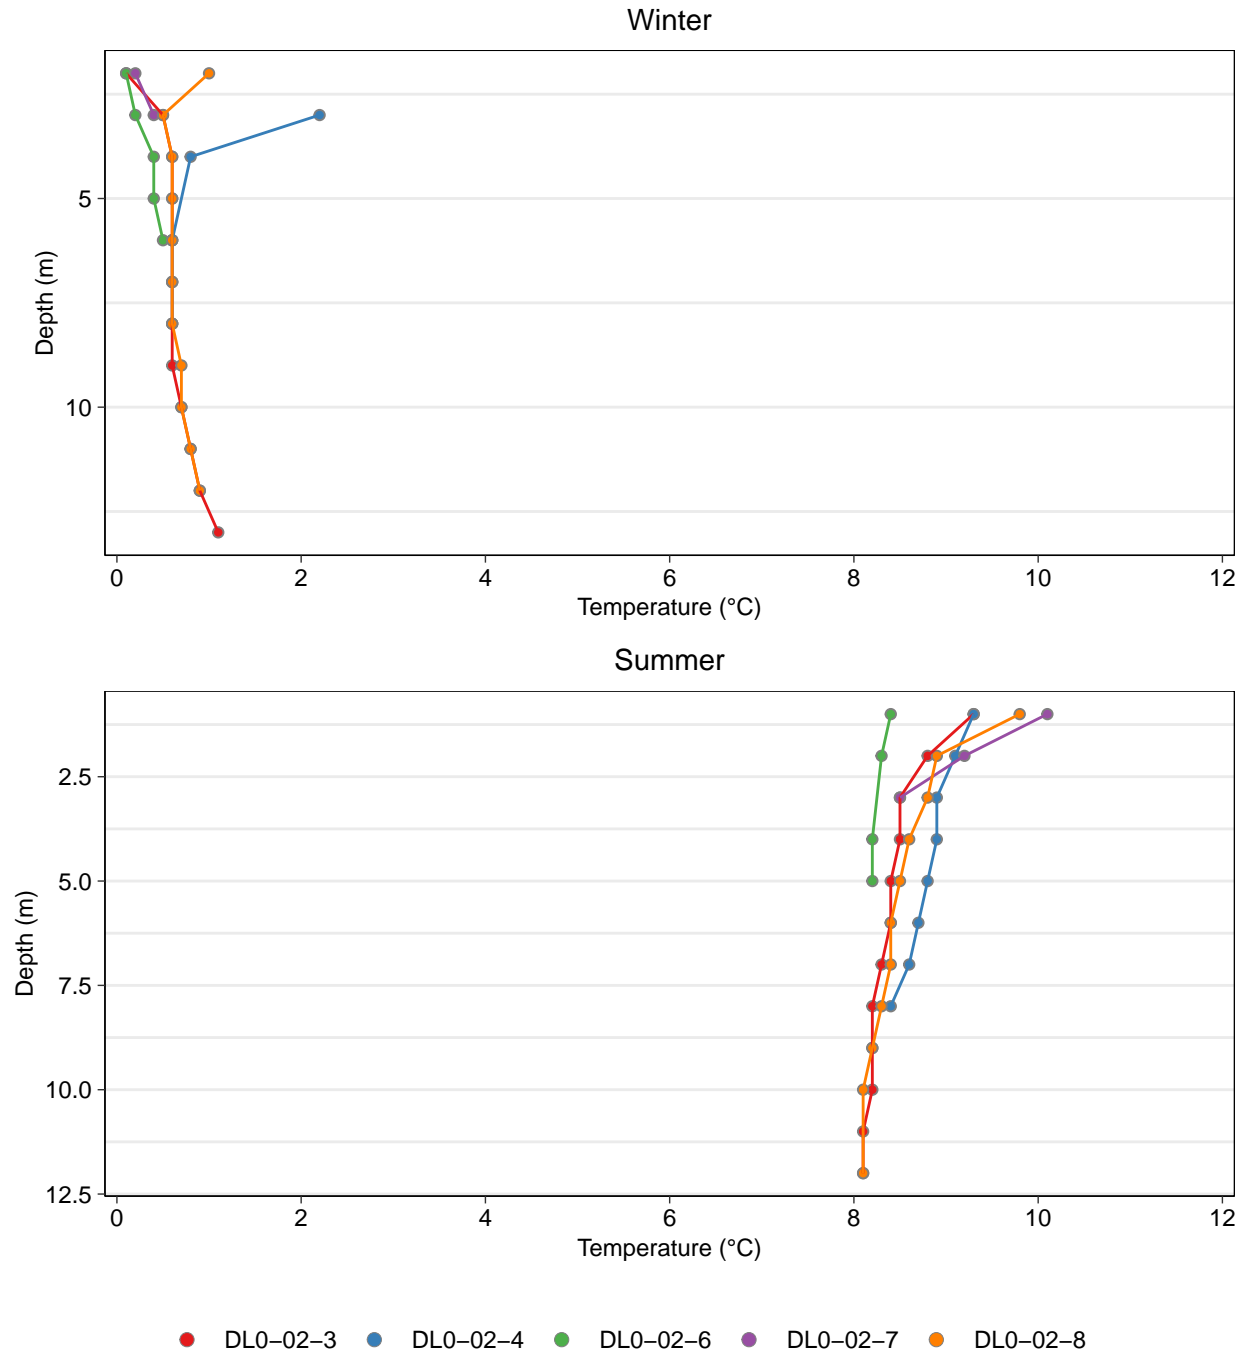 Winter
5
10
Depth (m)
0 2 4 6 8 10 12
Temperature (°C)
Summer
2.5
5.0
7.5
10.0
12.5
Depth (m)
0 2 4 6 8 10 12
Temperature (°C)
DL0−02−3 DL0−02−4 DL0−02−6 DL0−02−7 DL0−02−8